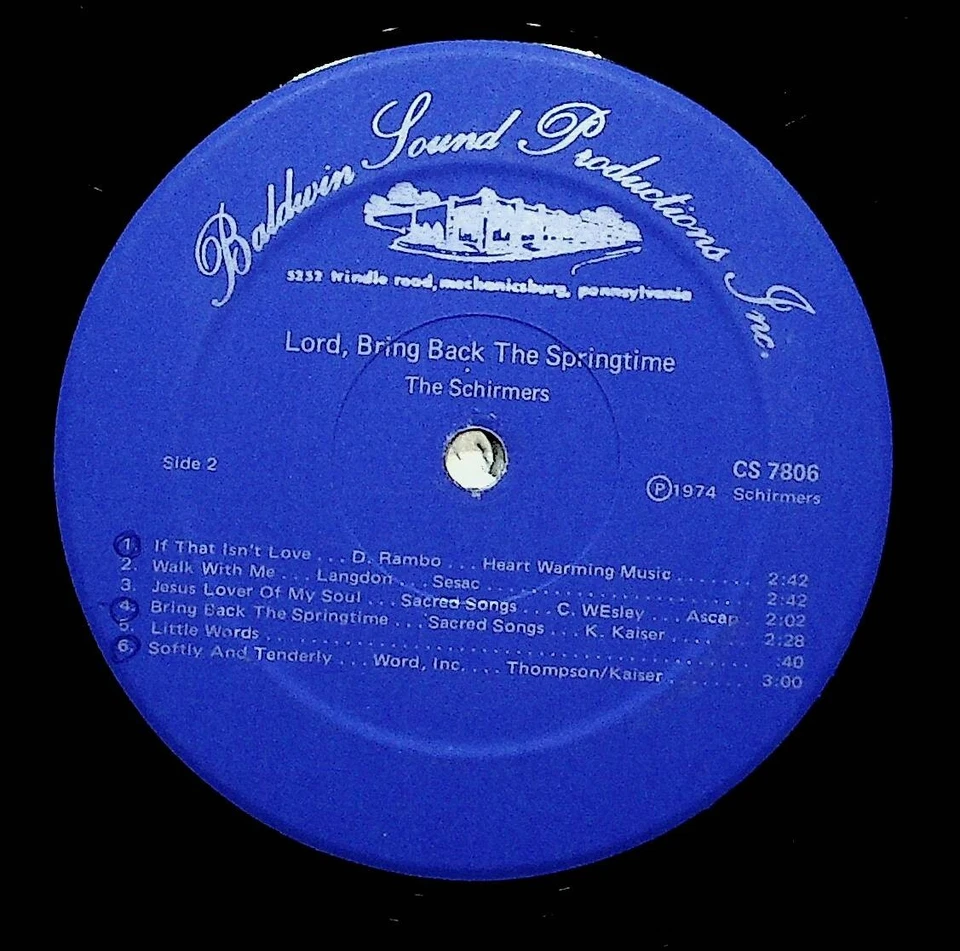 Baldwin Sound Productions Inc.
5232 trindle road, mechanicsburg, pennsylvania
Lord, Bring Back The Springtime
The Schirmers
Side 2
CS 7806
Ⓟ1974 Schirmers
1. If That Isn't Love . . . D. Rambo . . . Heart Warming Music . . . . . . . 2:42
2. Walk With Me . . . Langdon . . . Sesac . . . . . . . . . . . . . . . . . . . . 2:42
3. Jesus Lover Of My Soul . . . Sacred Songs . . . C. WEsley . . . Ascap . 2:02
4. Bring Back The Springtime . . . Sacred Songs . . . K. Kaiser . . . . 2:28
5. Little Words . . . . . . . . . . . . . . . . . . . . . . . . . . . . . . . . . . . :40
6. Softly And Tenderly . . . Word, Inc. . . . Thompson/Kaiser . . . . . . . . 3:00